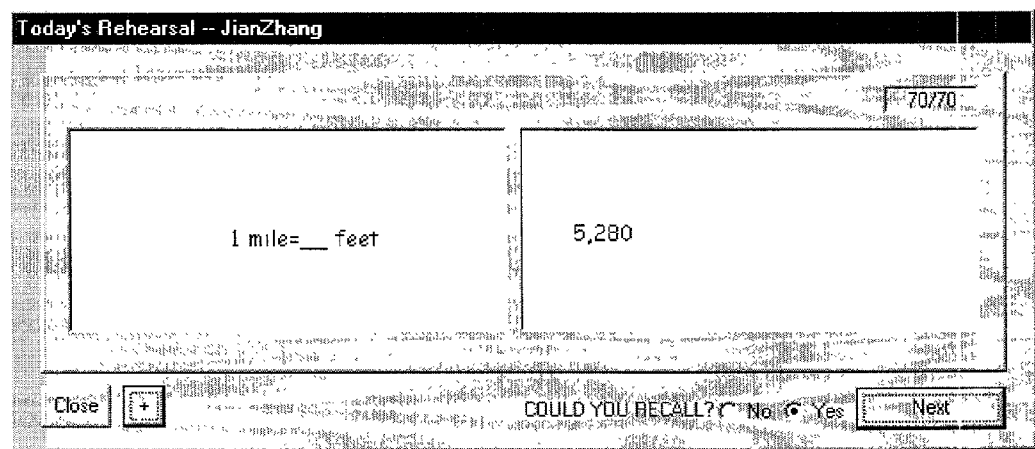 Today's Rehearsal -- JianZhang
70/70
1 mile=__ feet
5,280
Close
+
COULD YOU RECALL? No Yes
Next